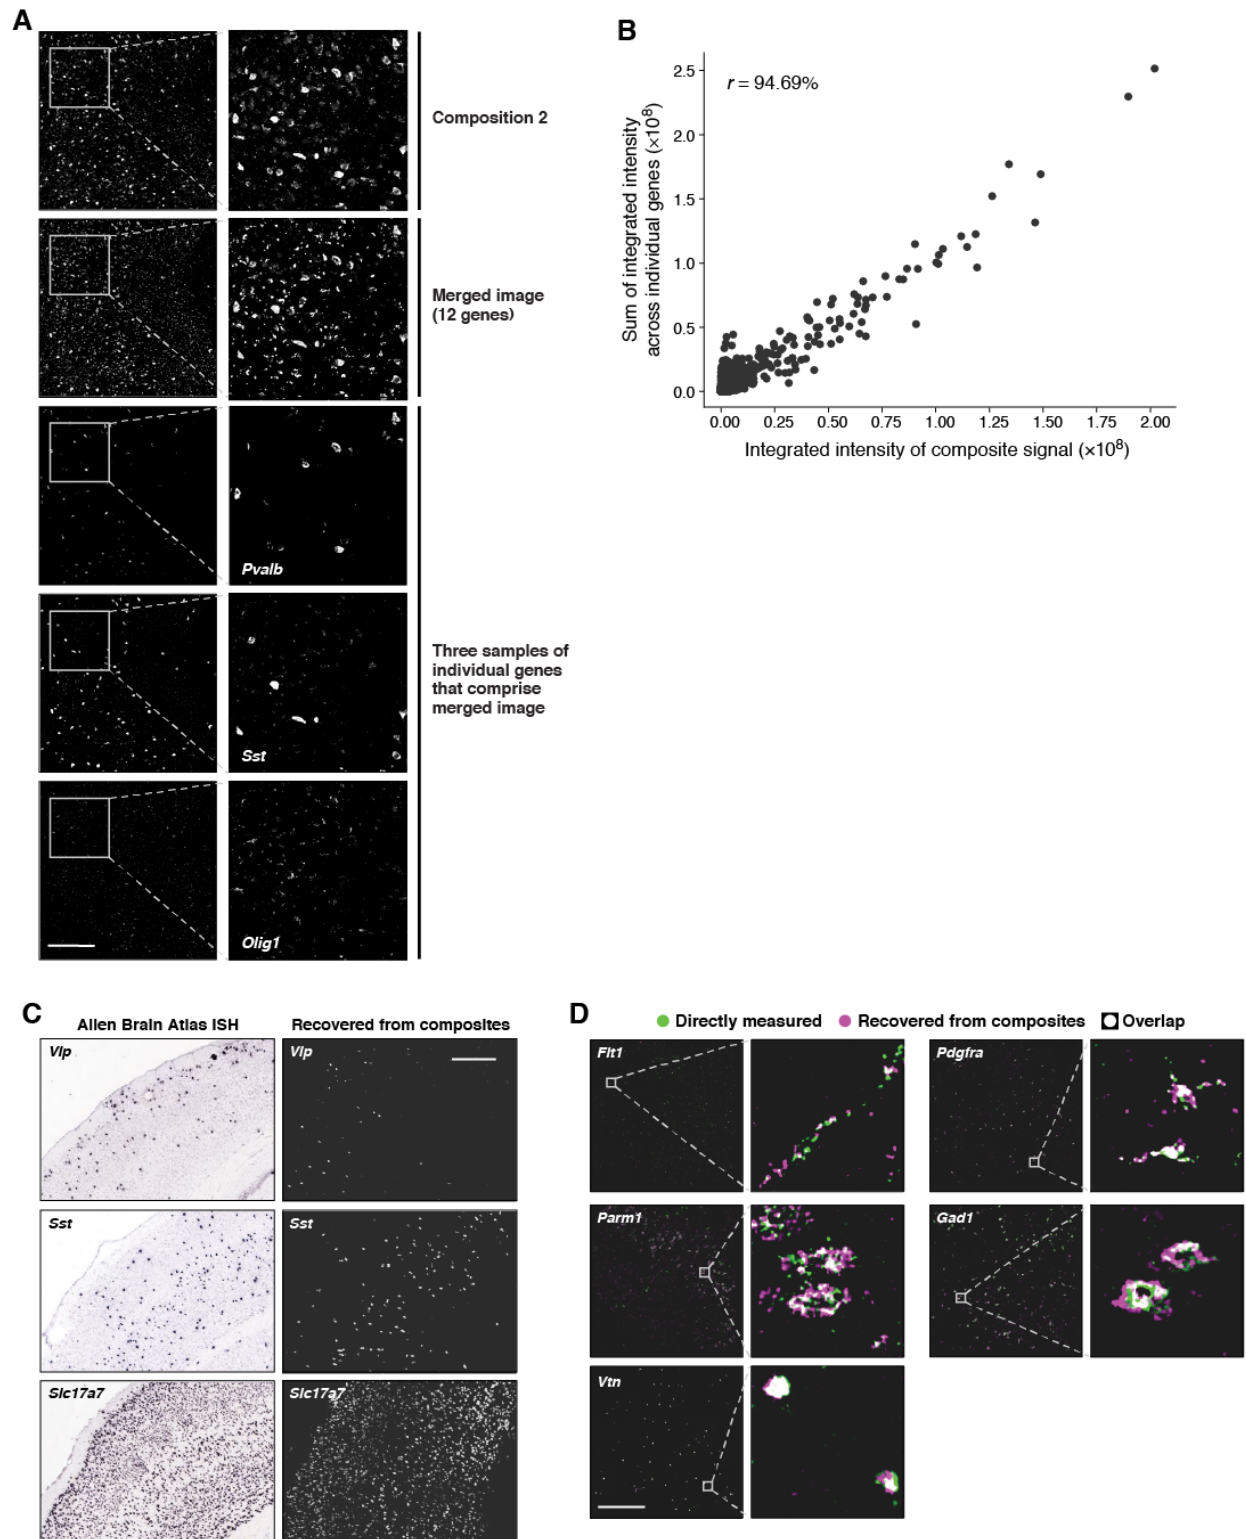 A
Composition 2
Merged image
(12 genes)
Pvalb
Three samples of
individual genes
that comprise
merged image
Sst
Olig1
B
r = 94.69%
Sum of integrated intensity
across individual genes (×10⁸)
2.5
2.0
1.5
1.0
0.5
0.0
0.00 0.25 0.50 0.75 1.00 1.25 1.50 1.75 2.00
Integrated intensity of composite signal (×10⁸)
C
Allen Brain Atlas ISH Recovered from composites
Vip Vip
Sst Sst
Slc17a7 Slc17a7
D
Directly measured Recovered from composites Overlap
Flt1 Pdgfra
Parm1 Gad1
Vtn